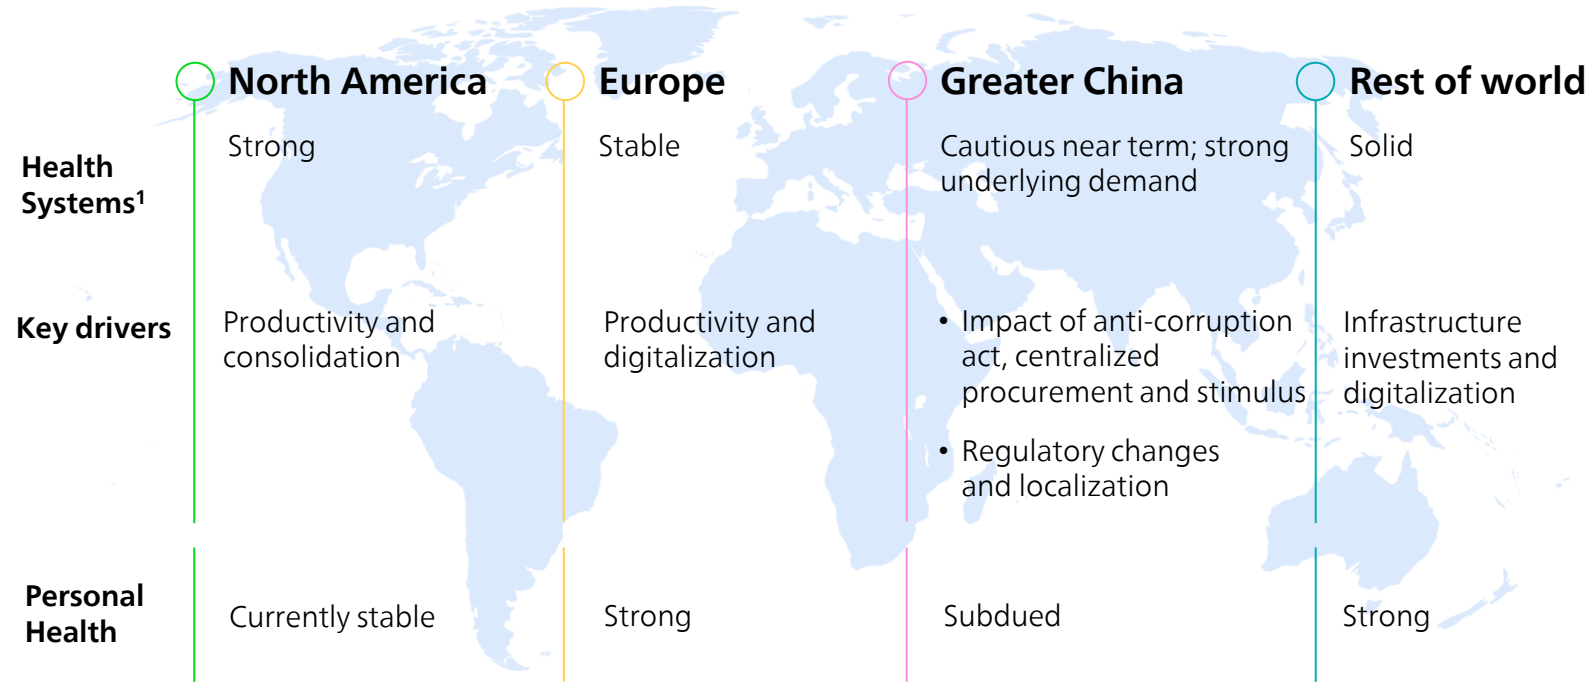 North America
Europe
Greater China
Rest of world
Health
Systems¹
Strong
Stable
Cautious near term; strong
underlying demand
Solid
Key drivers
Productivity and
consolidation
Productivity and
digitalization
• Impact of anti-corruption
act, centralized
procurement and stimulus
• Regulatory changes
and localization
Infrastructure
investments and
digitalization
Personal
Health
Currently stable
Strong
Subdued
Strong